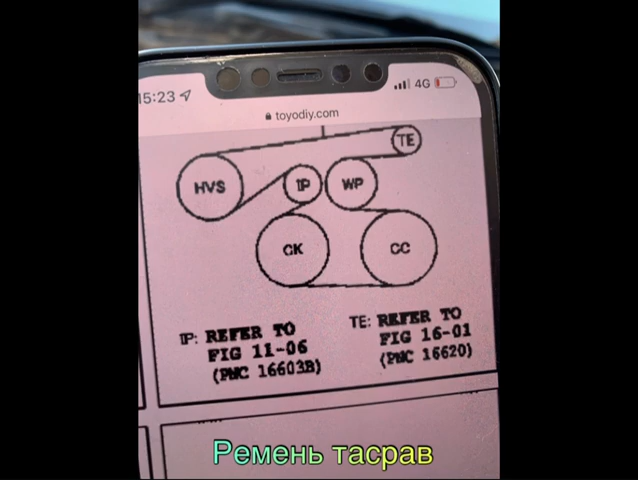 15:23
4G
toyodiy.com
TE
HVS
IP
WP
CK
CC
IP: REFER TO
FIG 11-06
(PNC 16603B)
TE: REFER TO
FIG 16-01
(PNC 16620)
Ремень тасрав